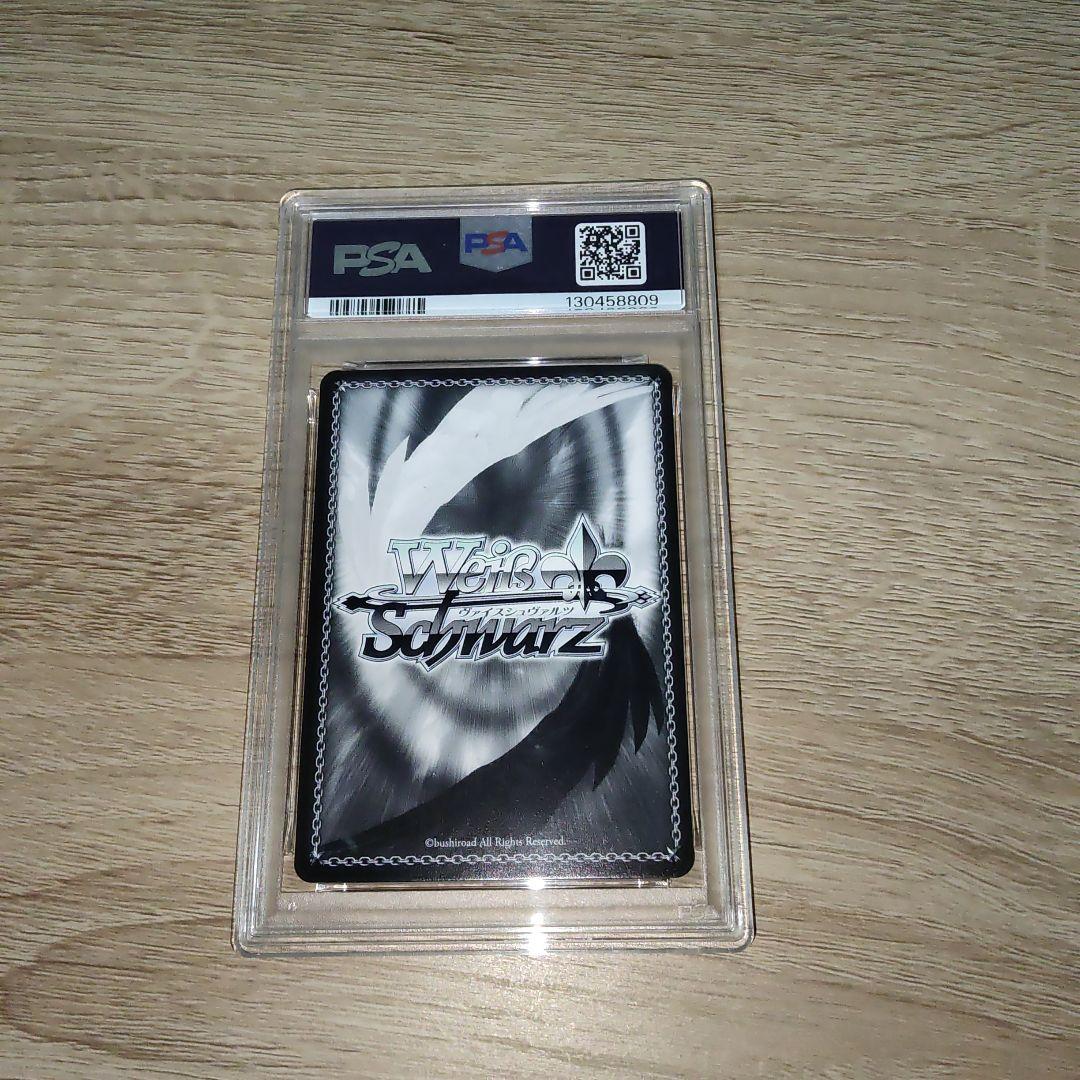 PSA
PSA
130458809
Weiß
ヴァイスシュヴァルツ
Schwarz
©bushiroad All Rights Reserved.